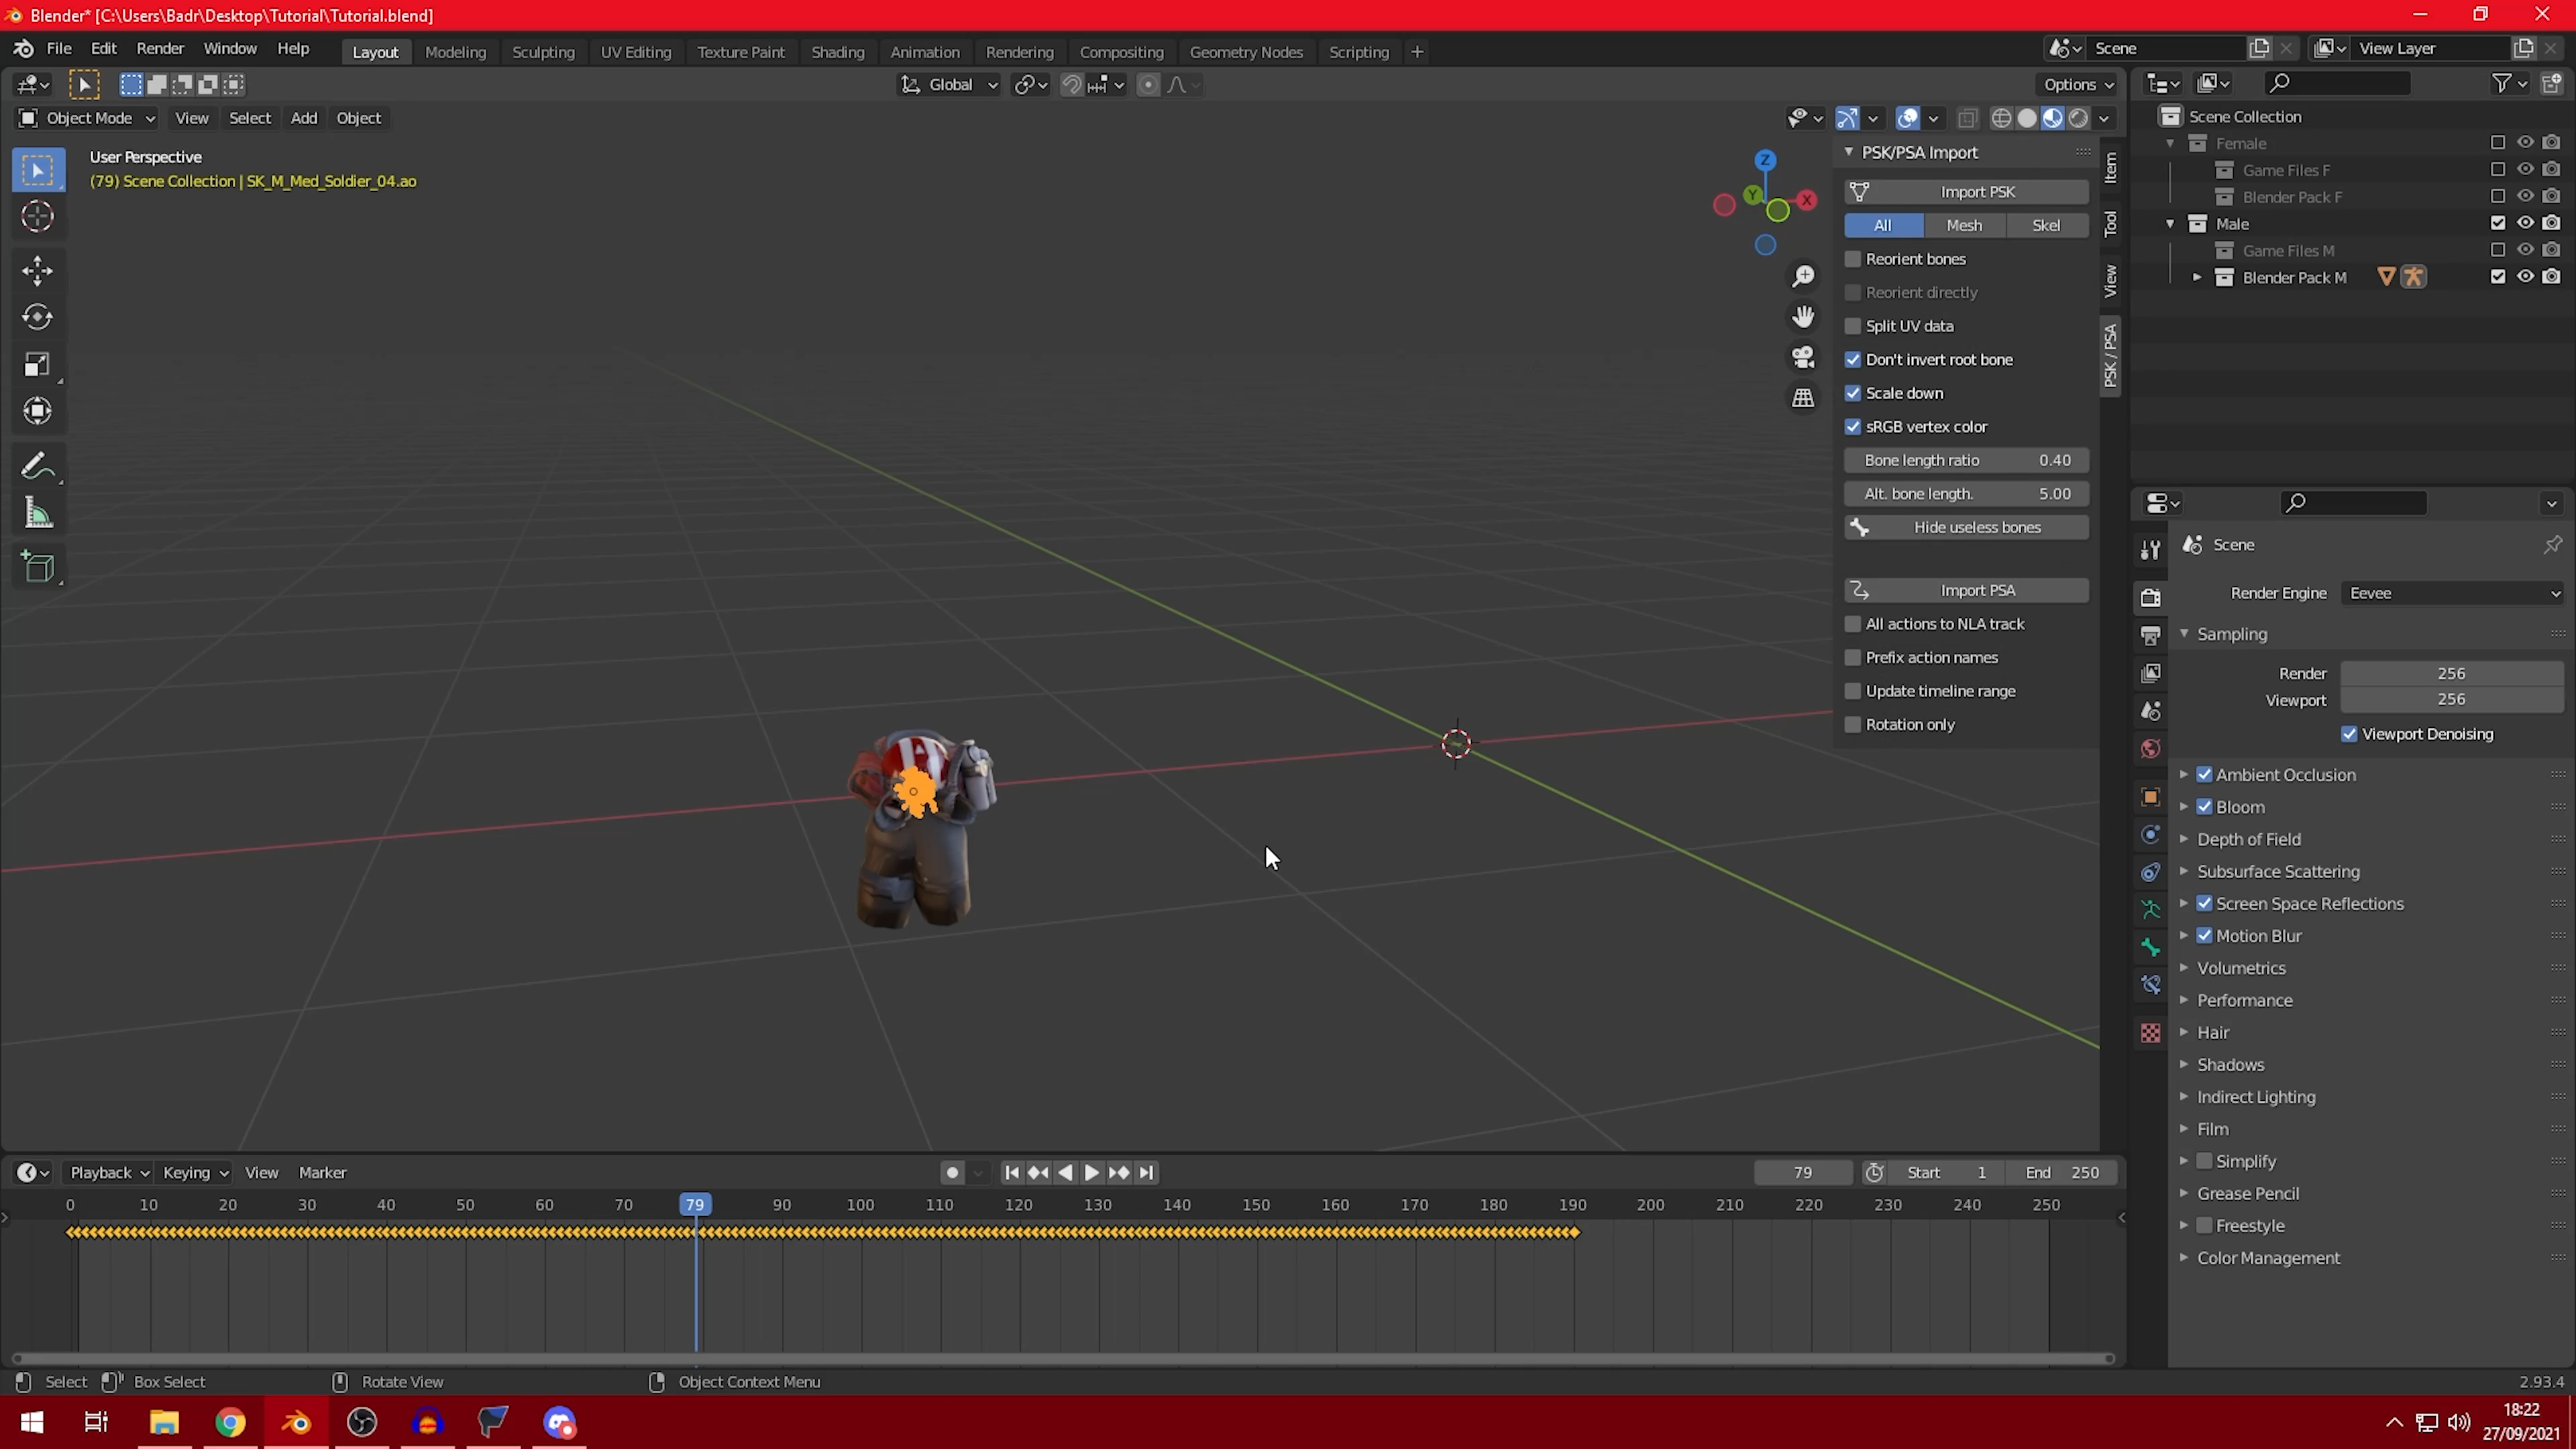 Blender* [C:\Users\Badr\Desktop\Tutorial\Tutorial.blend]
File Edit Render Window Help Layout Modeling Sculpting UV Editing Texture Paint Shading Animation Rendering Compositing Geometry Nodes Scripting + Scene View Layer
Global Options
Object Mode View Select Add Object
User Perspective
(79) Scene Collection | SK_M_Med_Soldier_04.ao
Z
Y
X
PSK/PSA Import
Import PSK
All Mesh Skel
Reorient bones
Reorient directly
Split UV data
Don't invert root bone
Scale down
sRGB vertex color
Bone length ratio 0.40
Alt. bone length. 5.00
Hide useless bones
Import PSA
All actions to NLA track
Prefix action names
Update timeline range
Rotation only
Item
Tool
View
PSK / PSA
Scene Collection
Female
Game Files F
Blender Pack F
Male
Game Files M
Blender Pack M
Scene
Render Engine Eevee
Sampling
Render 256
Viewport 256
Viewport Denoising
Ambient Occlusion
Bloom
Depth of Field
Subsurface Scattering
Screen Space Reflections
Motion Blur
Volumetrics
Performance
Hair
Shadows
Indirect Lighting
Film
Simplify
Grease Pencil
Freestyle
Color Management
Playback Keying View Marker 79 Start 1 End 250
0 10 20 30 40 50 60 70 79 90 100 110 120 130 140 150 160 170 180 190 200 210 220 230 240 250
Select Box Select Rotate View Object Context Menu 2.93.4
18:22
27/09/2021